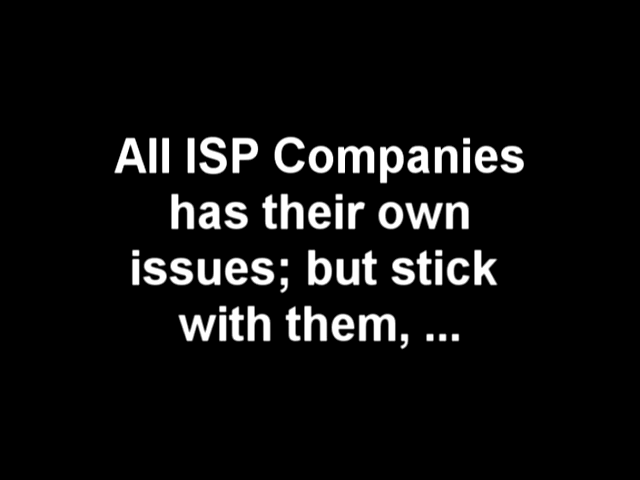 All ISP Companies
has their own
issues; but stick
with them, ...